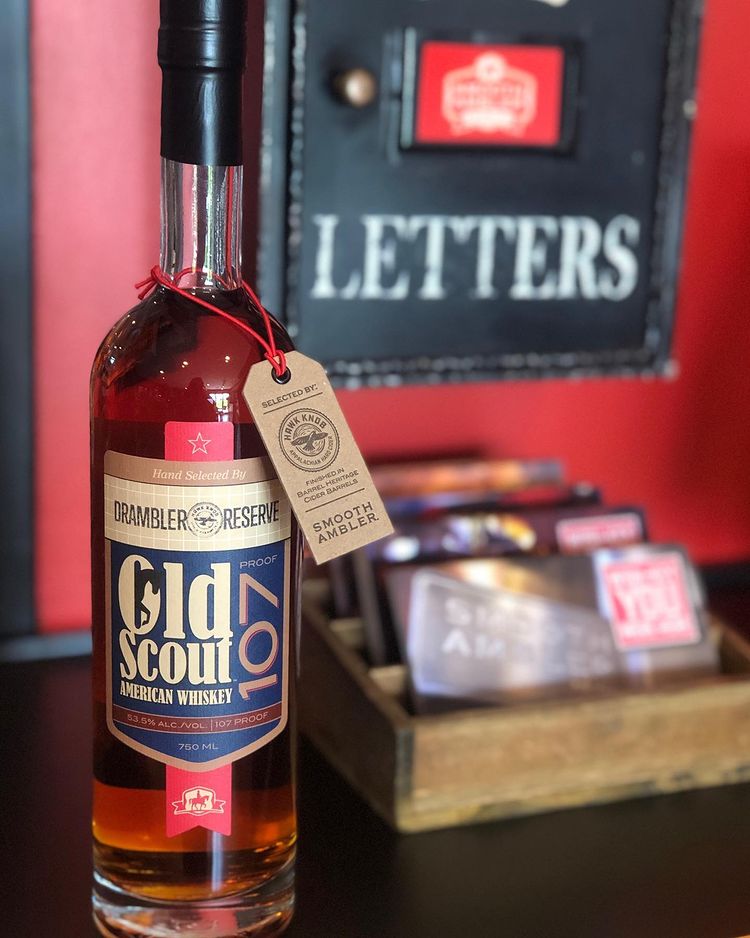 LETTERS
SELECTED BY:
HAWK KNOB
APPALACHIAN HARD CIDER
FINISHED IN
BARREL HERITAGE
CIDER BARRELS
SMOOTH
AMBLER
Hand Selected By
DRAMBLER RESERVE
HAWK KNOB
Old
Scout
AMERICAN WHISKEY
107
PROOF
53.5% ALC./VOL. | 107 PROOF
750 ML
SMOOTH
AMBLER
YOU